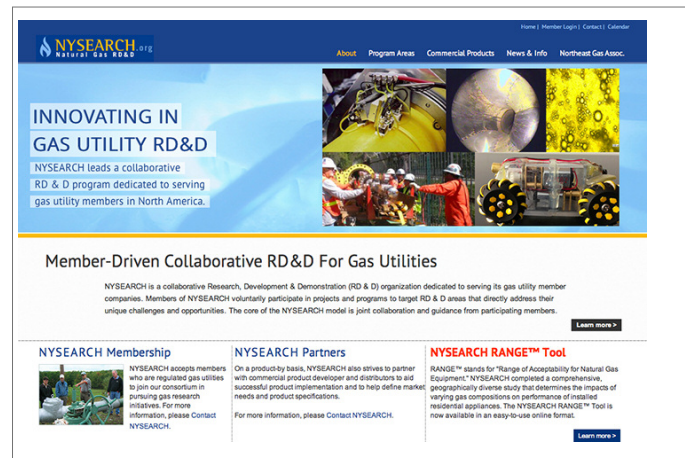 Home | Member Login | Contact | Calendar
NYSEARCH.org
Natural Gas RD&D
About Program Areas Commercial Products News & Info Northeast Gas Assoc.
INNOVATING IN
GAS UTILITY RD&D
NYSEARCH leads a collaborative
RD & D program dedicated to serving
gas utility members in North America.
Member-Driven Collaborative RD&D For Gas Utilities
NYSEARCH is a collaborative Research, Development & Demonstration (RD & D) organization dedicated to serving its gas utility member
companies. Members of NYSEARCH voluntarily participate in projects and programs to target RD & D areas that directly address their
unique challenges and opportunities. The core of the NYSEARCH model is joint collaboration and guidance from participating members.
Learn more >
NYSEARCH Membership
NYSEARCH accepts members
who are regulated gas utilities
to join our consortium in
pursuing gas research
initiatives. For more
information, please Contact
NYSEARCH.
NYSEARCH Partners
On a product-by basis, NYSEARCH also strives to partner
with commercial product developer and distributors to aid
successful product implementation and to help define market
needs and product specifications.
For more information, please Contact NYSEARCH.
NYSEARCH RANGE™ Tool
RANGE™ stands for "Range of Acceptability for Natural Gas
Equipment." NYSEARCH completed a comprehensive,
geographically diverse study that determines the impacts of
varying gas compositions on performance of installed
residential appliances. The NYSEARCH RANGE™ Tool is
now available in an easy-to-use online format.
Learn more >